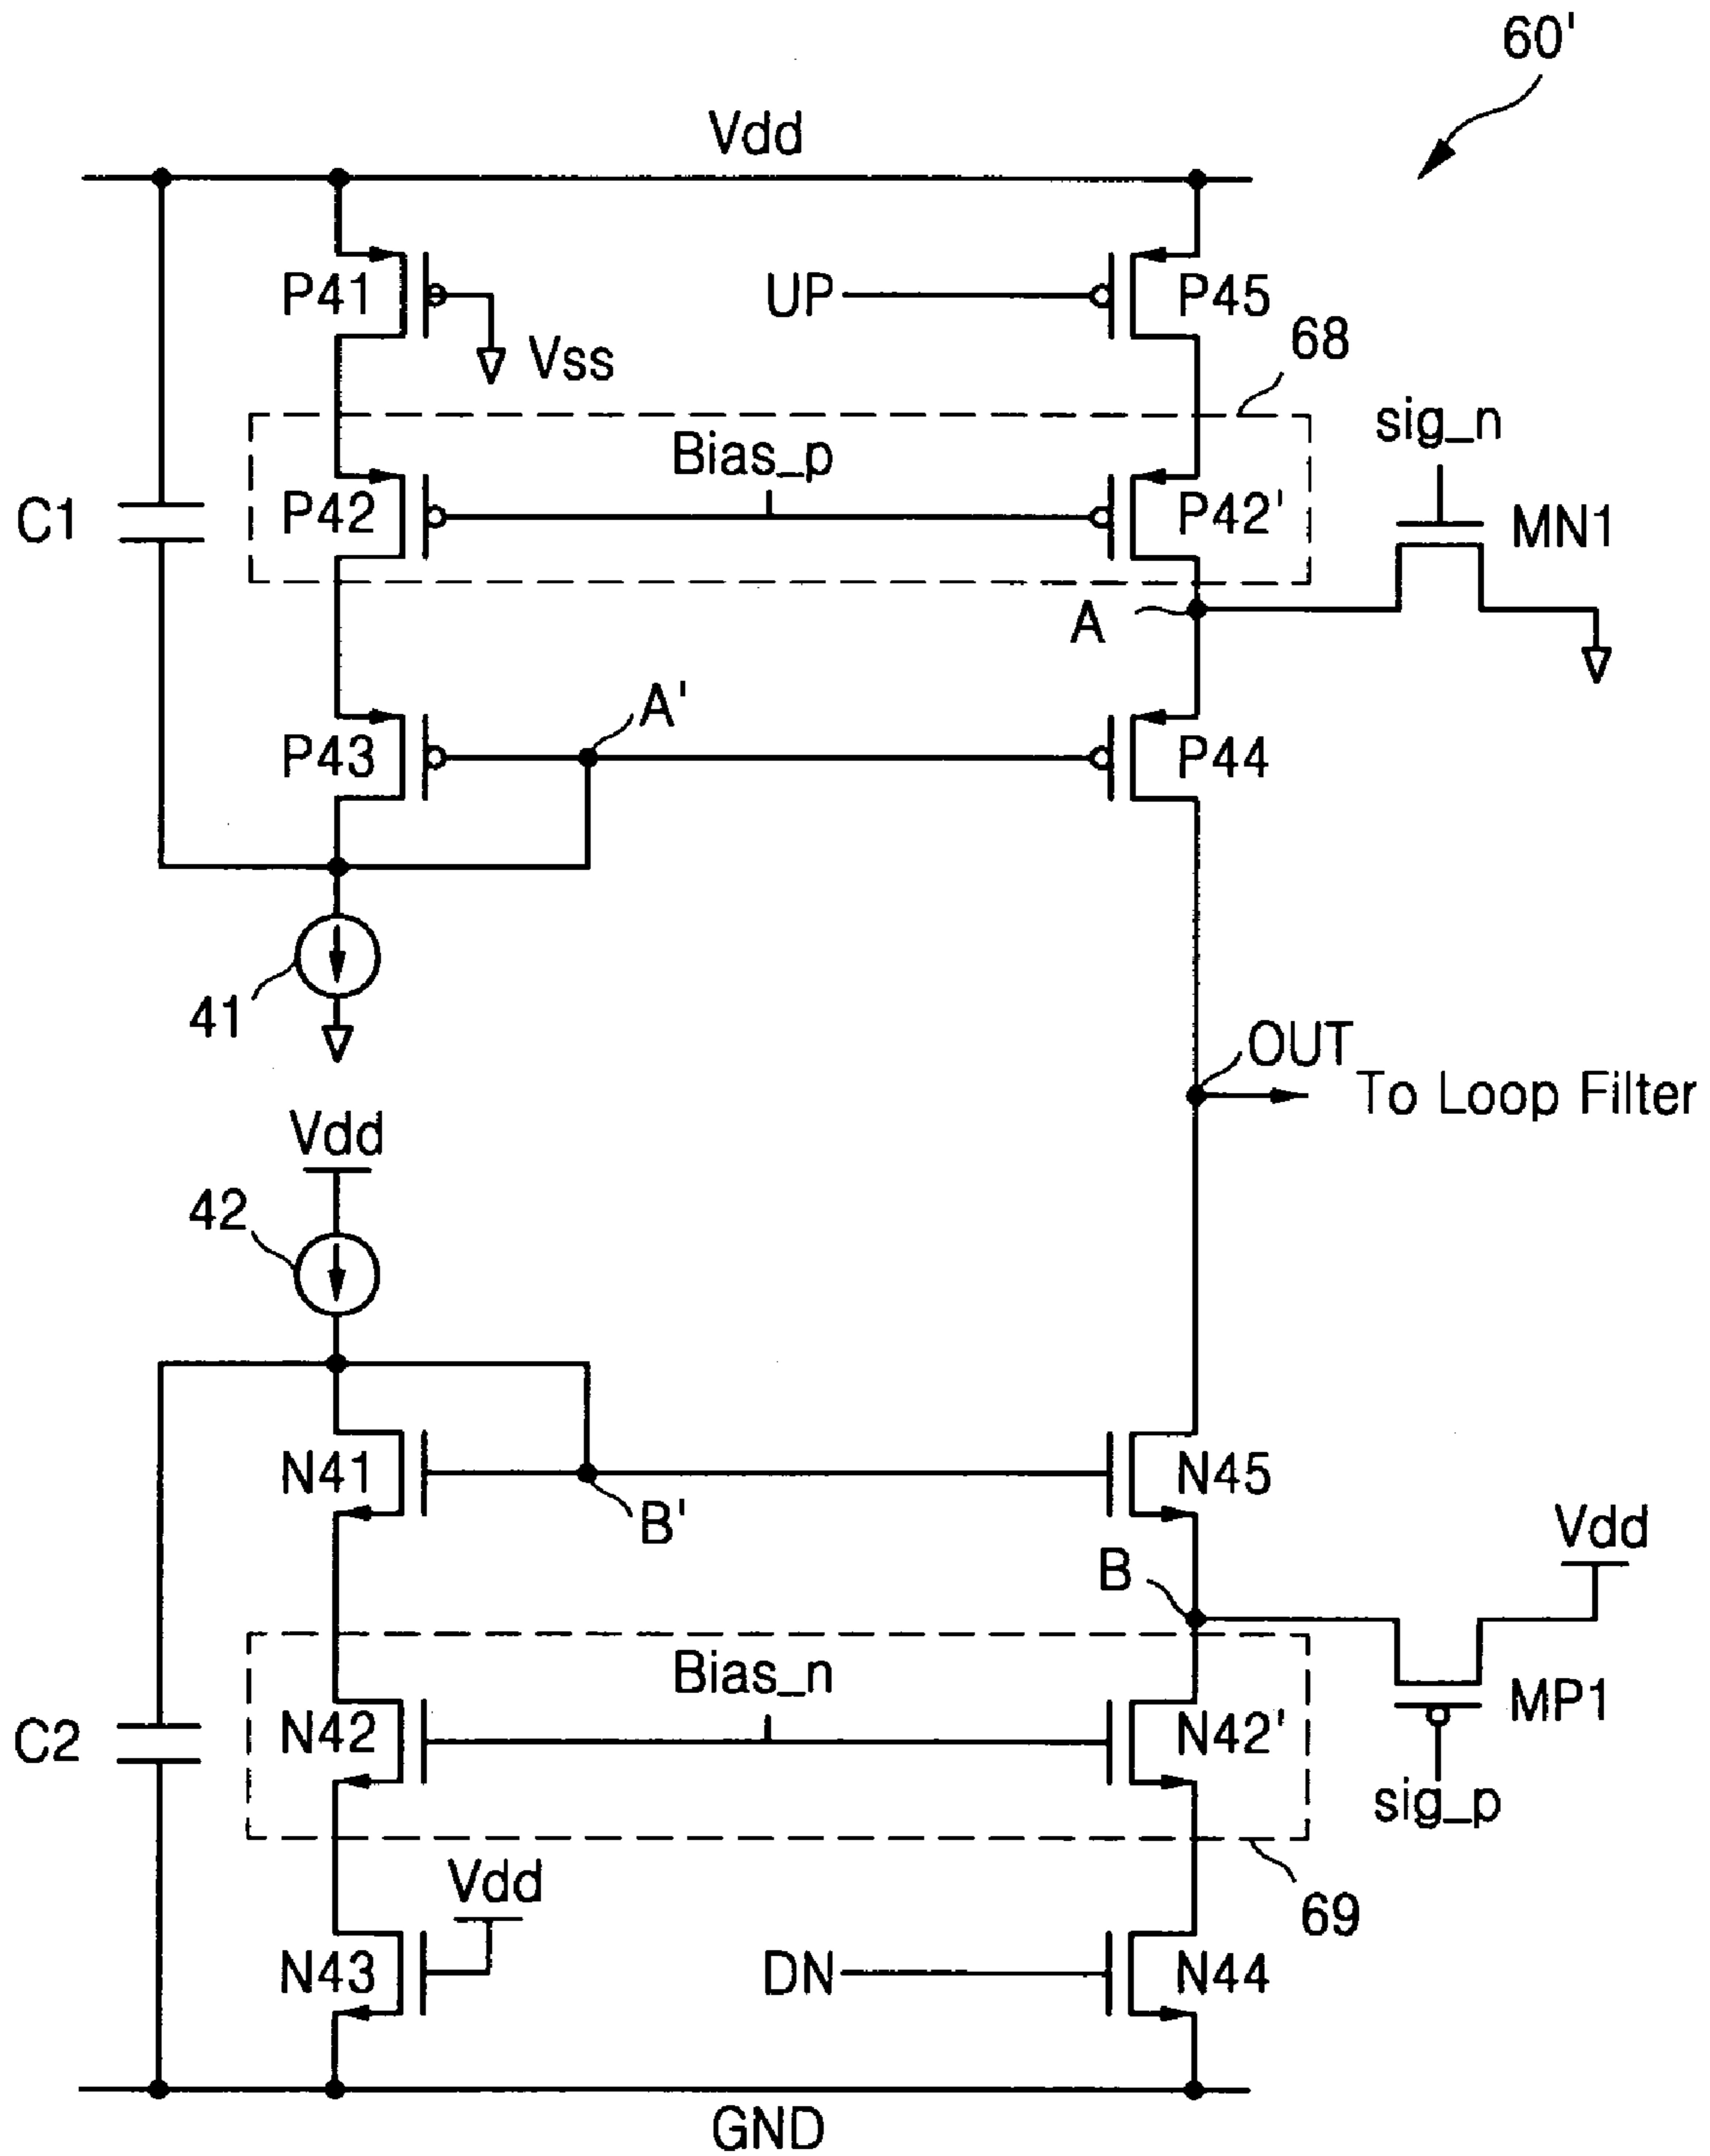 60'
Vdd
P41
UP
P45
Vss
68
sig_n
Bias_p
C1
P42
P42'
MN1
A
A'
P43
P44
41
OUT
To Loop Filter
Vdd
42
N41
N45
B'
Vdd
B
Bias_n
C2
N42
N42'
MP1
sig_p
Vdd
69
N43
DN
N44
GND